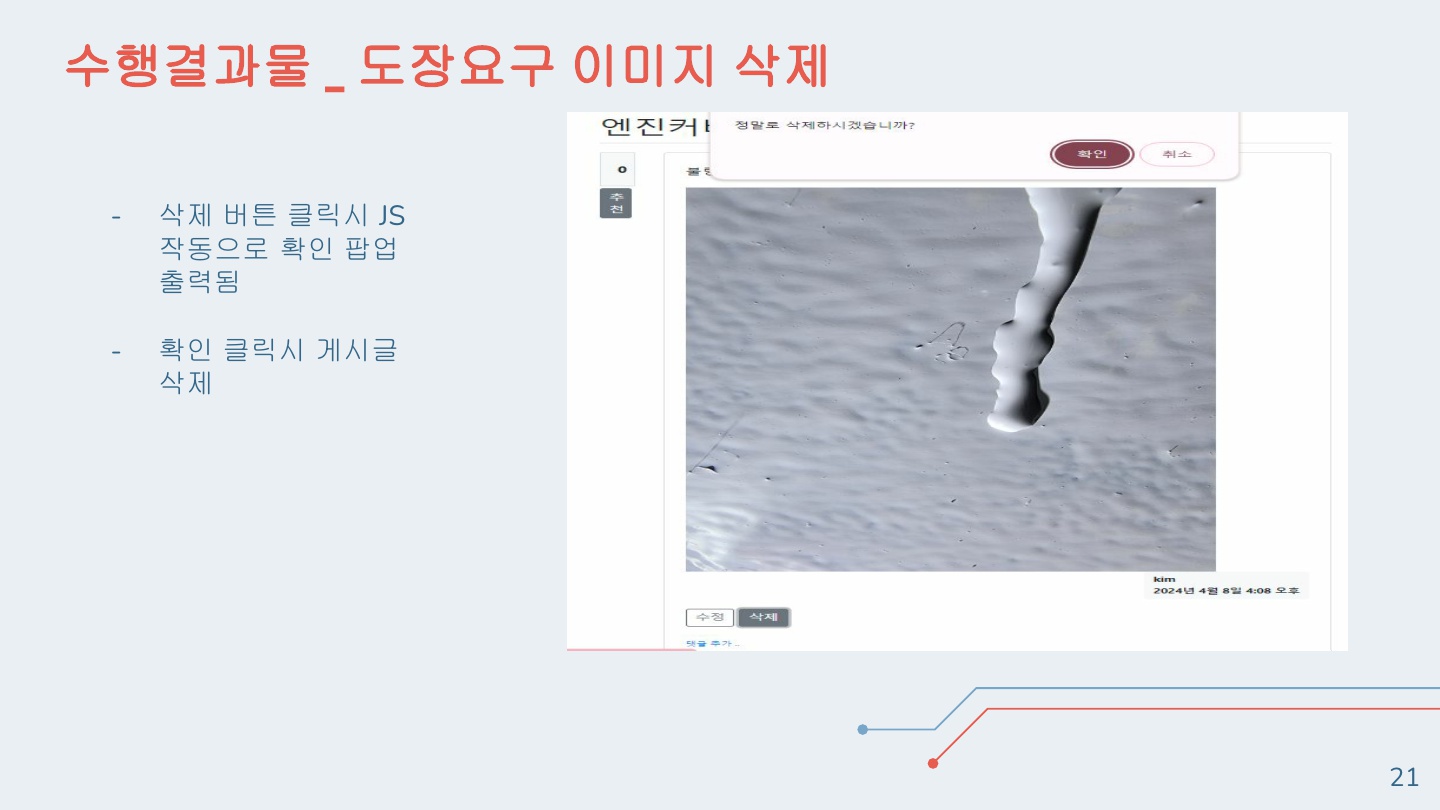 수행결과물 _ 도장요구 이미지 삭제
- 삭제 버튼 클릭시 JS
작동으로 확인 팝업
출력됨
- 확인 클릭시 게시글
삭제
엔진커
정말로 삭제하시겠습니까?
확인 취소
0
추
천
kim
2024년 4월 8일 4:08 오후
수정 삭제
댓글 추가 ..
21